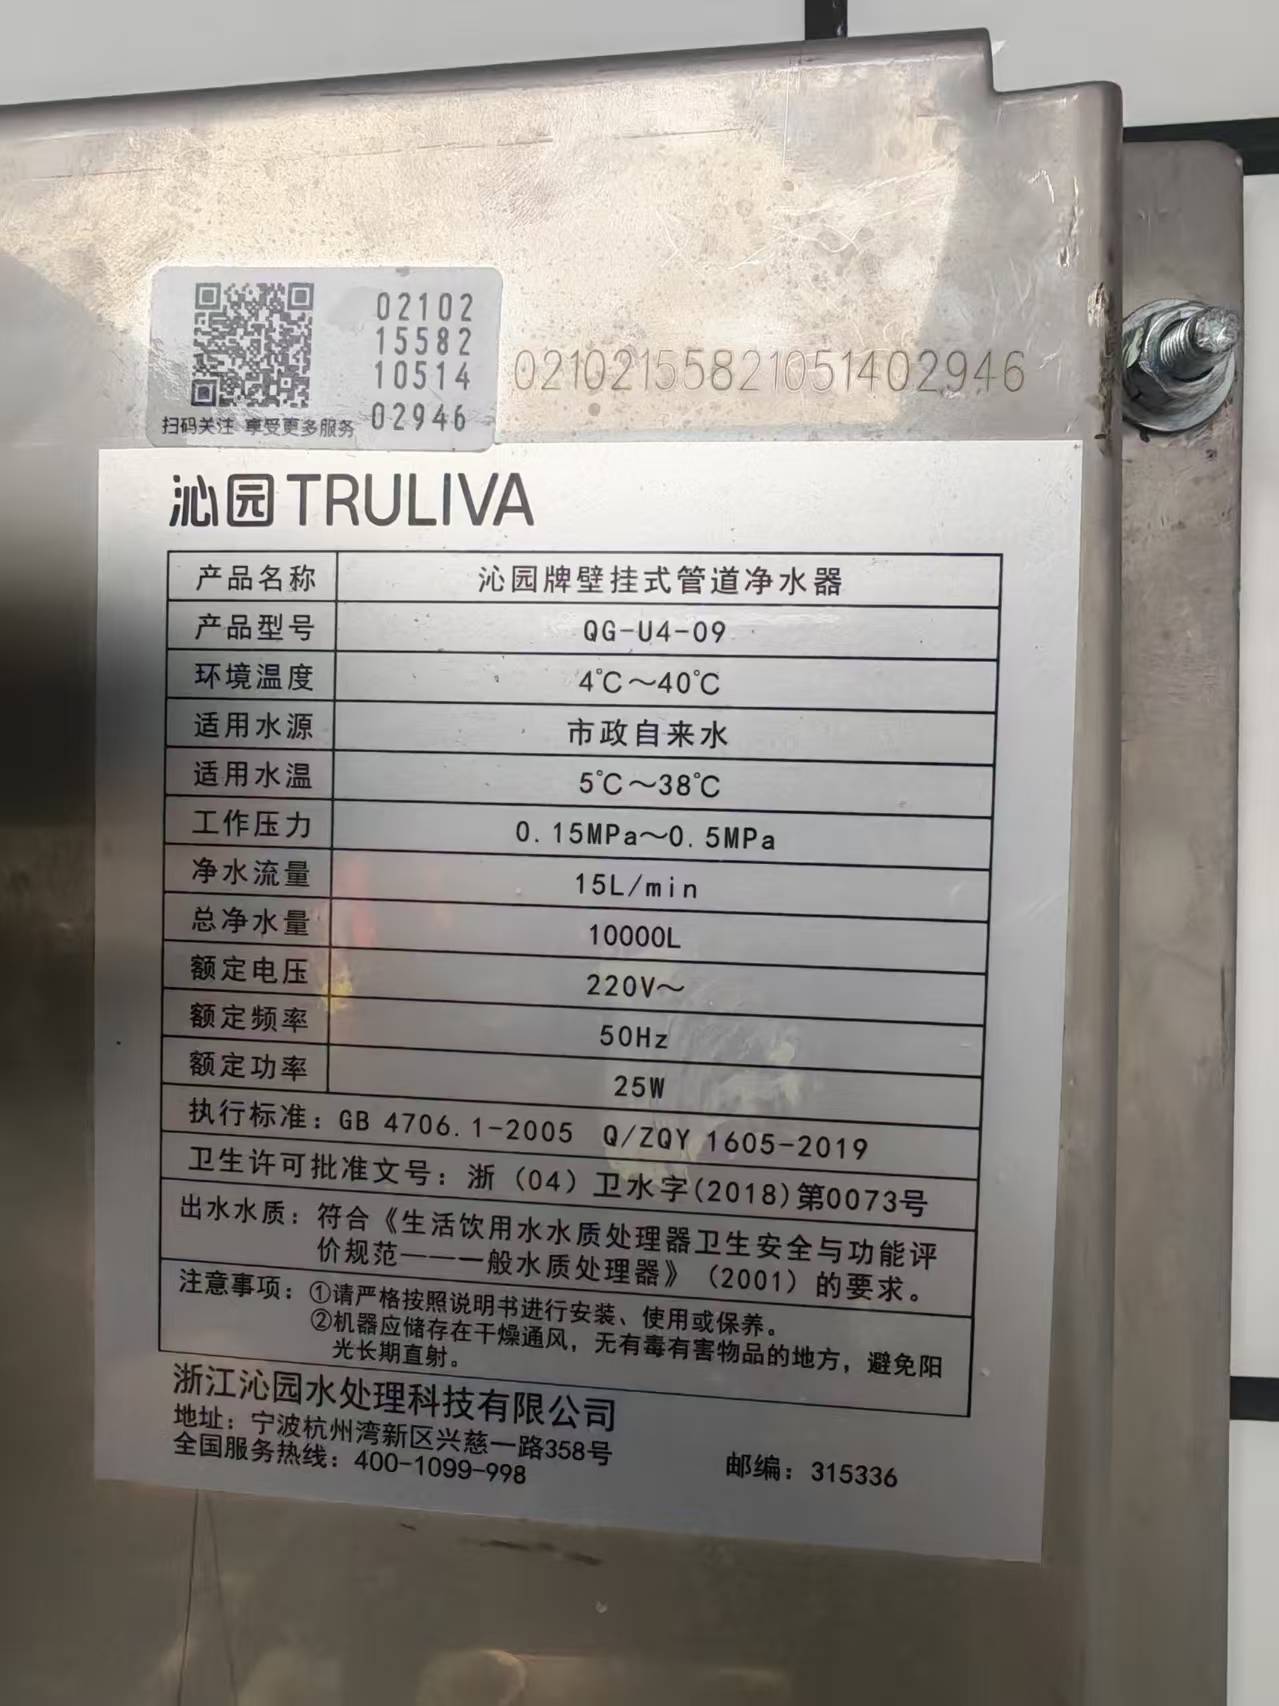 02102
15582
10514
02946
扫码关注 享受更多服务
02102155821051402946
沁园TRULIVA
产品名称 沁园牌壁挂式管道净水器
产品型号 QG-U4-09
环境温度 4℃～40℃
适用水源 市政自来水
适用水温 5℃～38℃
工作压力 0.15MPa～0.5MPa
净水流量 15L/min
总净水量 10000L
额定电压 220V～
额定频率 50Hz
额定功率 25W
执行标准：GB 4706.1-2005 Q/ZQY 1605-2019
卫生许可批准文号：浙（04）卫水字(2018)第0073号
出水水质：符合《生活饮用水水质处理器卫生安全与功能评
价规范——一般水质处理器》（2001）的要求。
注意事项：①请严格按照说明书进行安装、使用或保养。
②机器应储存在干燥通风，无有毒有害物品的地方，避免阳
光长期直射。
浙江沁园水处理科技有限公司
地址：宁波杭州湾新区兴慈一路358号
全国服务热线：400-1099-998 邮编：315336